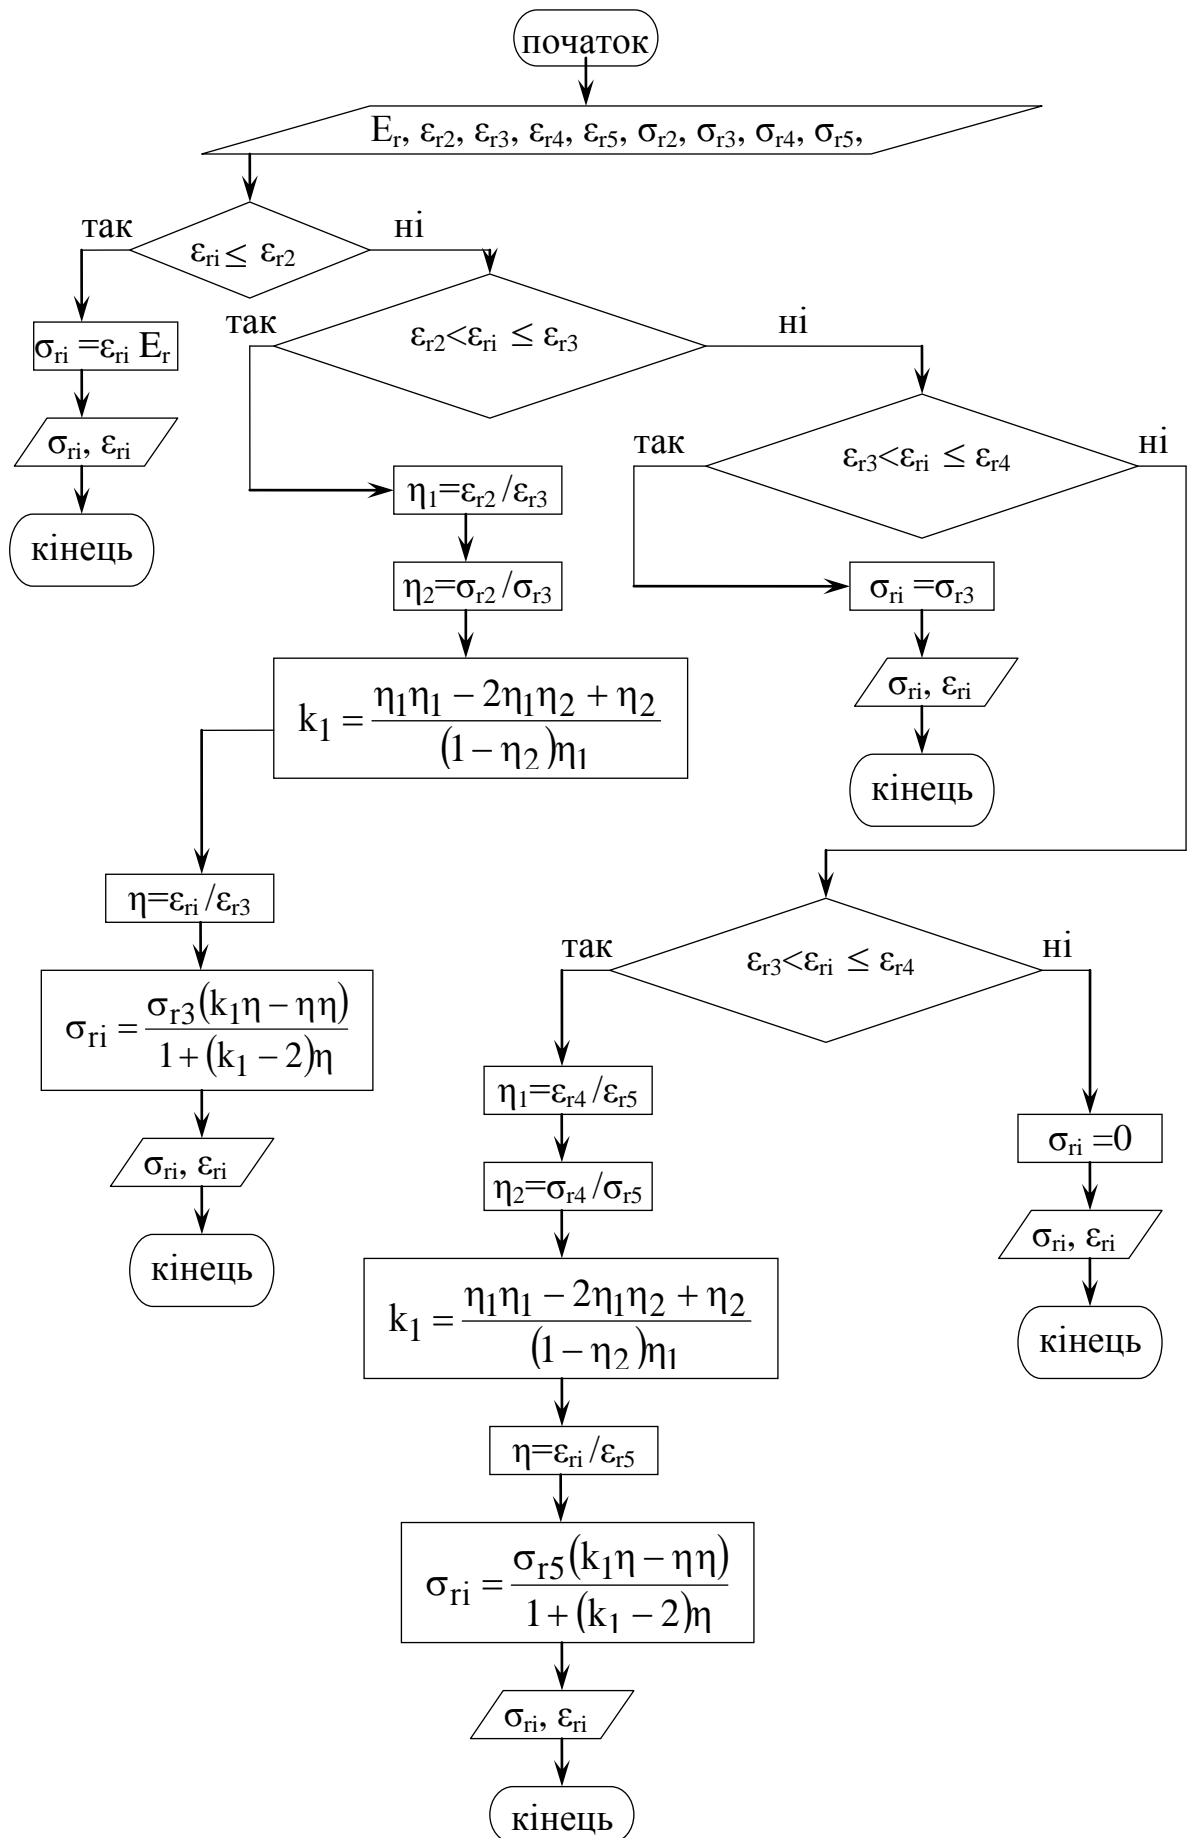 початок
Eᵣ, εr2, εr3, εr4, εr5, σr2, σr3, σr4, σr5,
так
ні
εri ≤ εr2
так
εr2<εri ≤ εr3
ні
σri =εri Er
так
εr3<εri ≤ εr4
ні
σri, εri
η1=εr2/εr3
кінець
η2=σr2/σr3
σri =σr3
k1 = (η1η1 − 2η1η2 + η2)/((1 − η2)η1)
σri, εri
кінець
η=εri/εr3
так
εr3<εri ≤ εr4
ні
σri = σr3(k1η − ηη)/(1 + (k1 − 2)η)
η1=εr4/εr5
σri =0
σri, εri
η2=σr4/σr5
σri, εri
кінець
k1 = (η1η1 − 2η1η2 + η2)/((1 − η2)η1)
кінець
η=εri/εr5
σri = σr5(k1η − ηη)/(1 + (k1 − 2)η)
σri, εri
кінець